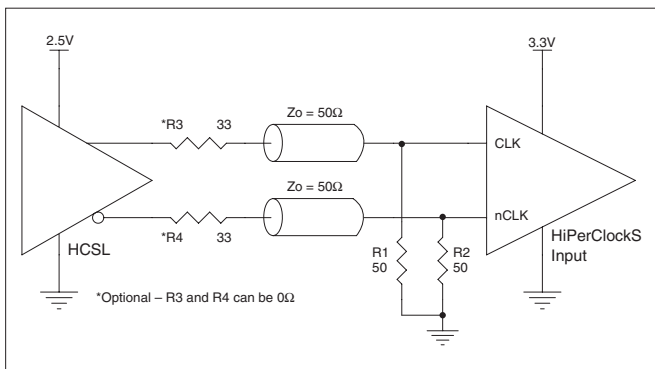 2.5V
3.3V
*R3 33
Zo = 50Ω
CLK
Zo = 50Ω
nCLK
HCSL
*R4 33
R1
50
R2
50
HiPerClockS
Input
*Optional – R3 and R4 can be 0Ω